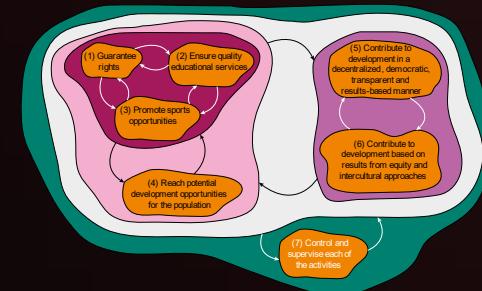 (1) Guarantee
rights
(2) Ensure quality
educational services
(3) Promote sports
opportunities
(4) Reach potential
development opportunities
for the population
(5) Contribute to
development in a
decentralized, democratic,
transparent and
results-based manner
(6) Contribute to
development based on
results from equity and
intercultural approaches
(7) Control and
supervise each of
the activities